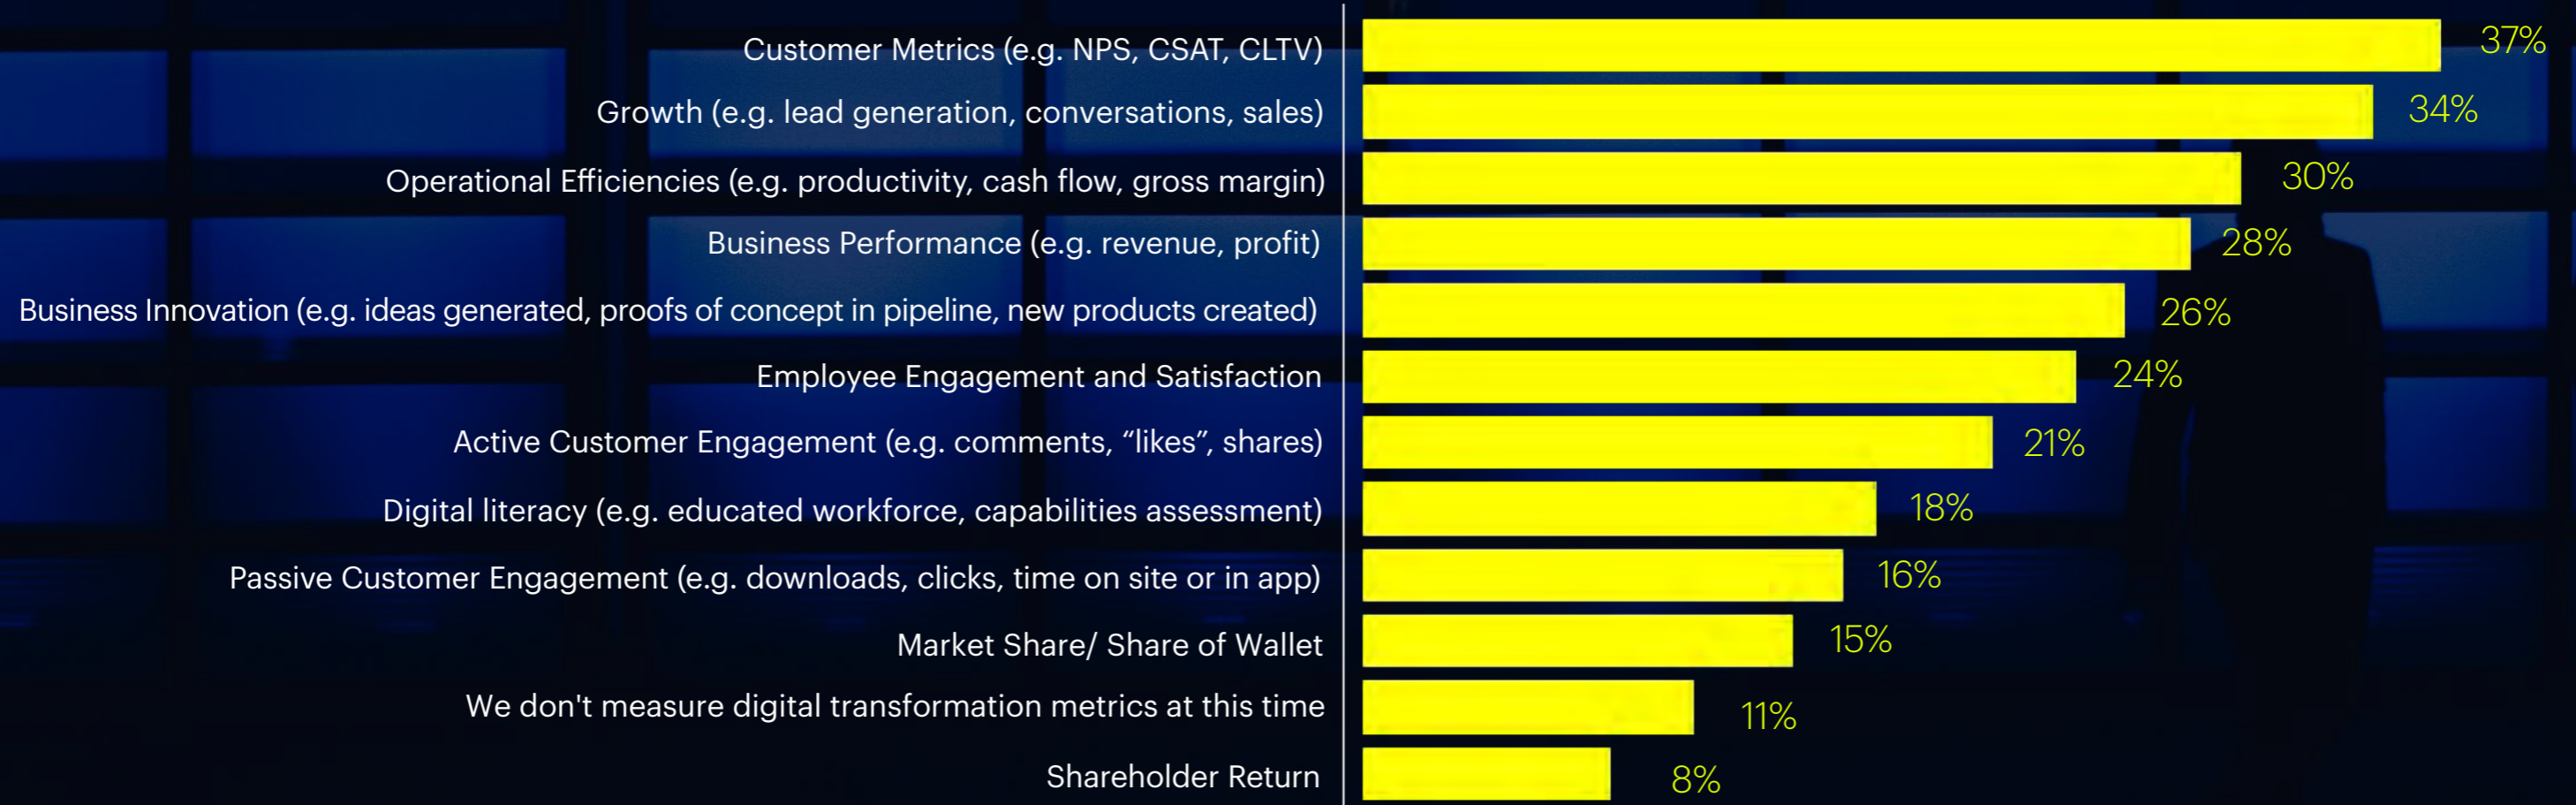 Customer Metrics (e.g. NPS, CSAT, CLTV) 37%
Growth (e.g. lead generation, conversations, sales) 34%
Operational Efficiencies (e.g. productivity, cash flow, gross margin) 30%
Business Performance (e.g. revenue, profit) 28%
Business Innovation (e.g. ideas generated, proofs of concept in pipeline, new products created) 26%
Employee Engagement and Satisfaction 24%
Active Customer Engagement (e.g. comments, “likes”, shares) 21%
Digital literacy (e.g. educated workforce, capabilities assessment) 18%
Passive Customer Engagement (e.g. downloads, clicks, time on site or in app) 16%
Market Share/ Share of Wallet 15%
We don't measure digital transformation metrics at this time 11%
Shareholder Return 8%